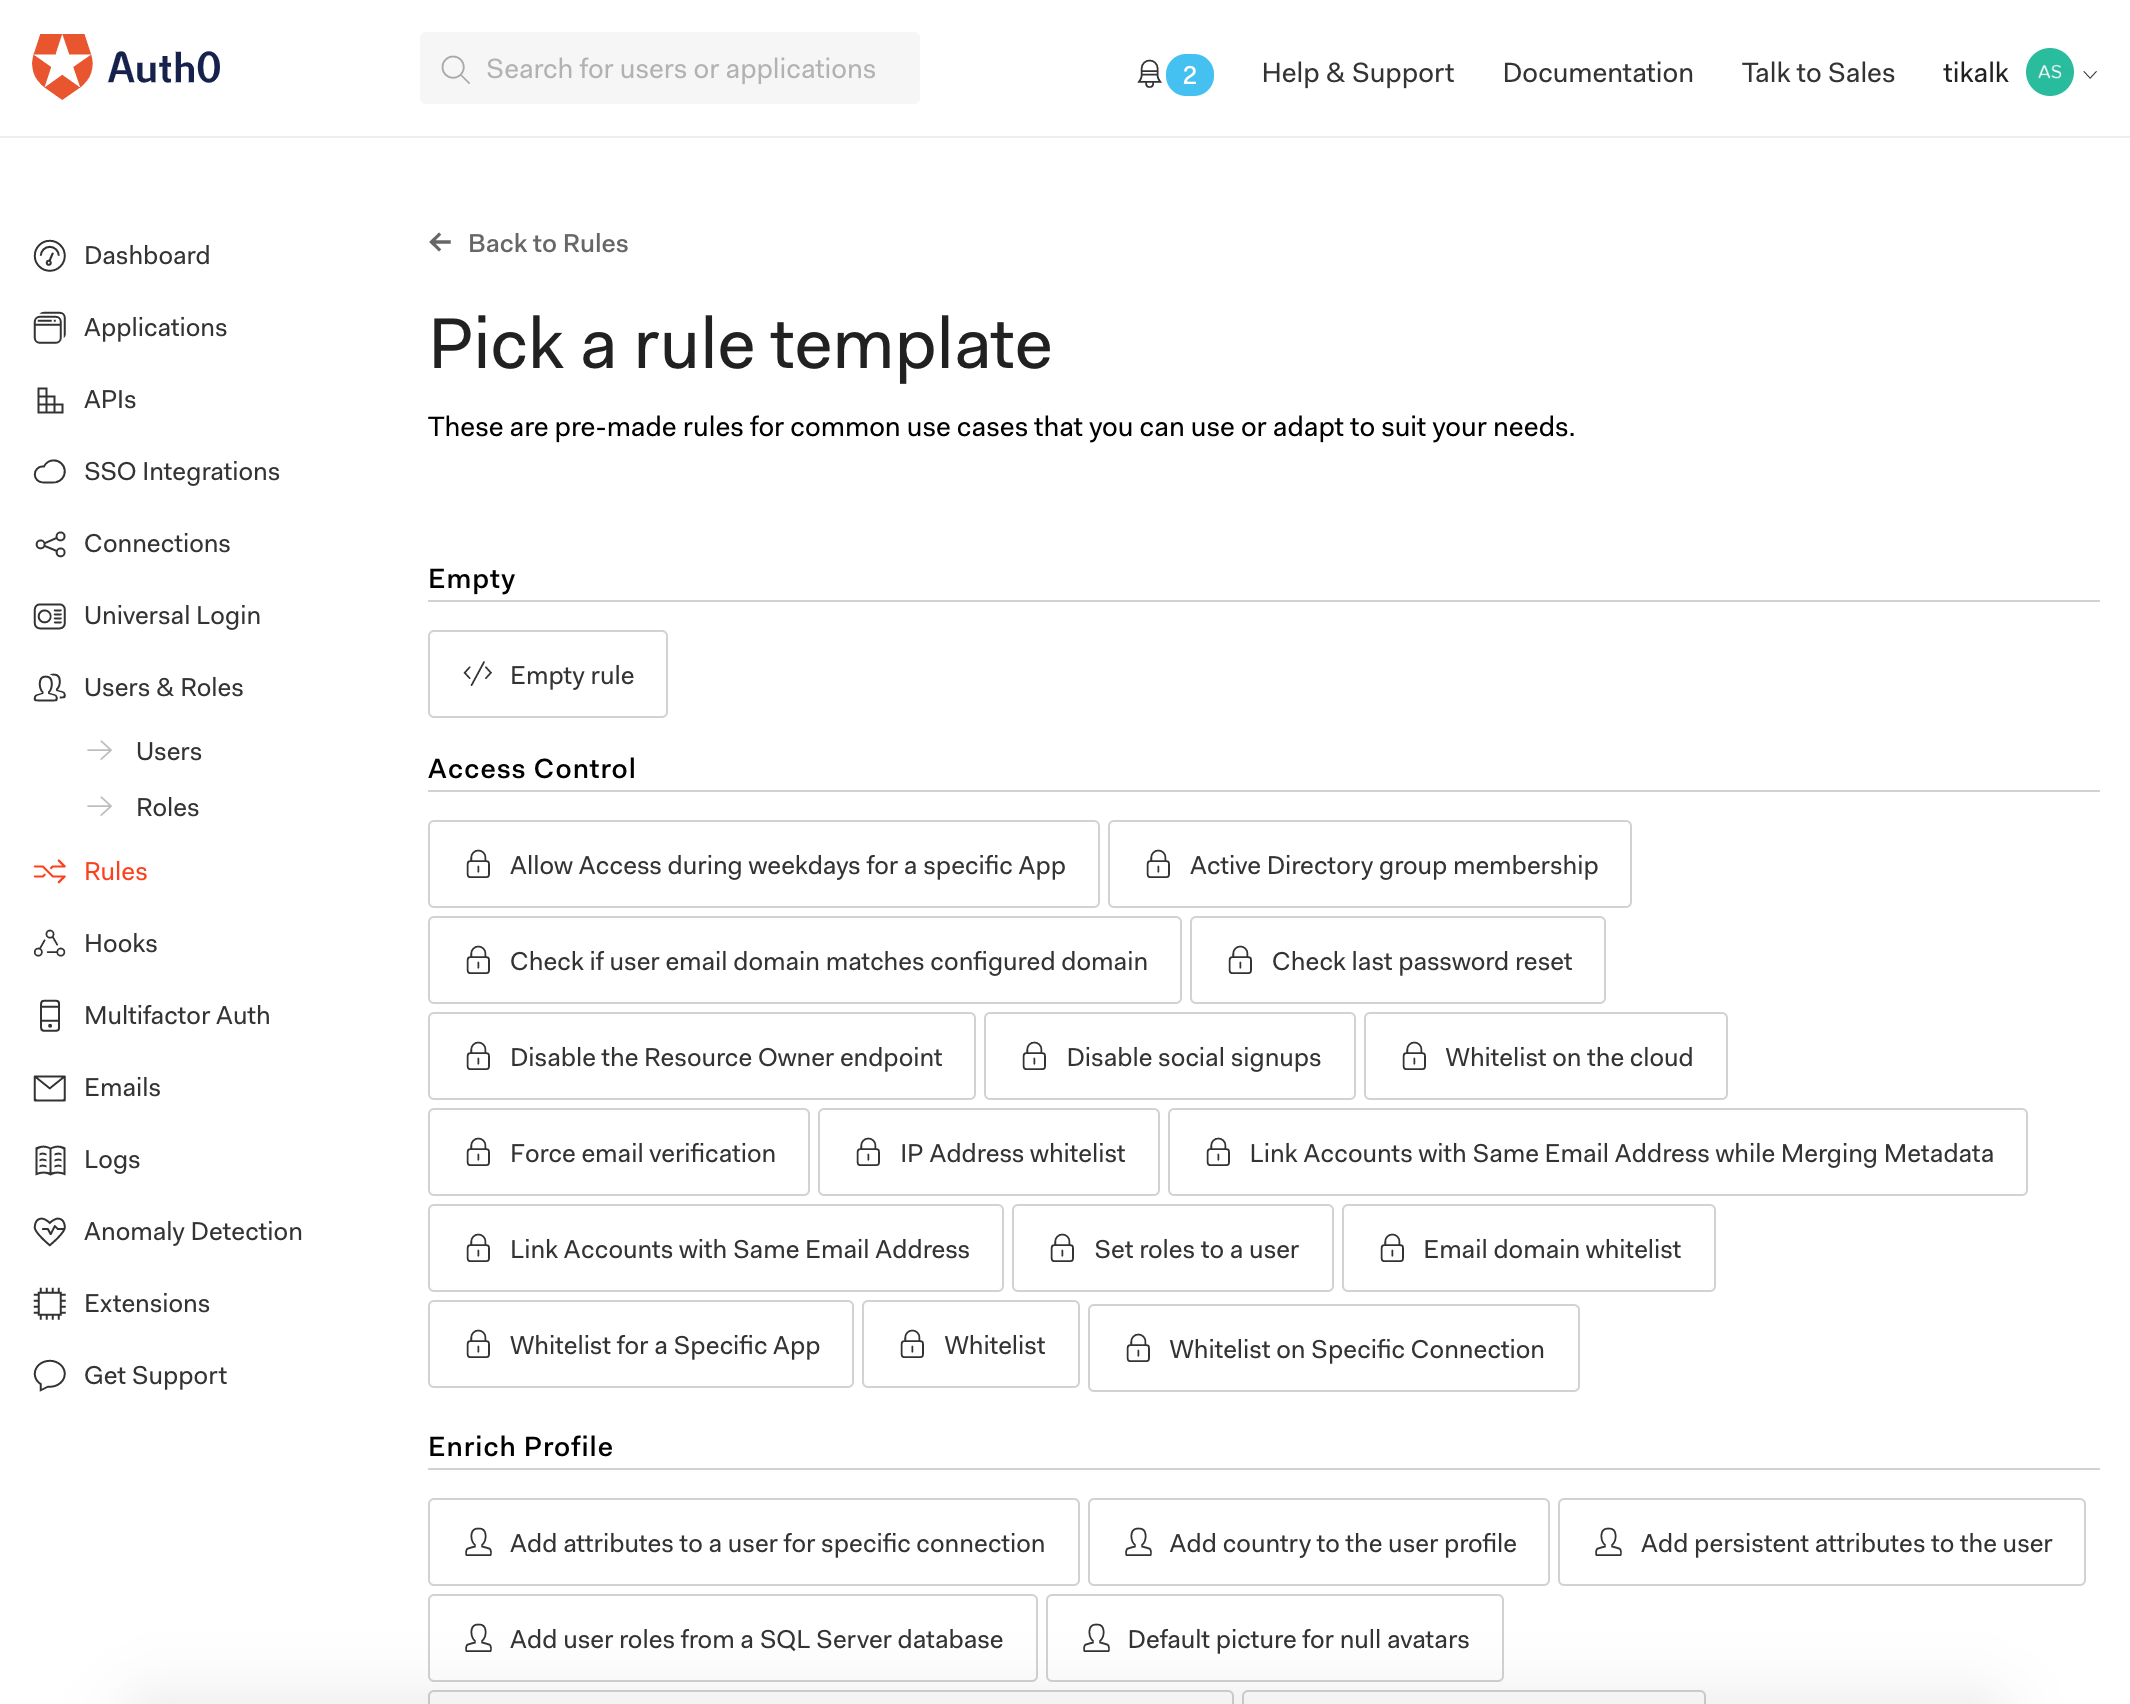 Auth0
Search for users or applications
2
Help & Support
Documentation
Talk to Sales
tikalk
AS
Dashboard
Applications
APIs
SSO Integrations
Connections
Universal Login
Users & Roles
Users
Roles
Rules
Hooks
Multifactor Auth
Emails
Logs
Anomaly Detection
Extensions
Get Support
Back to Rules
Pick a rule template
These are pre-made rules for common use cases that you can use or adapt to suit your needs.
Empty
</> Empty rule
Access Control
Allow Access during weekdays for a specific App
Active Directory group membership
Check if user email domain matches configured domain
Check last password reset
Disable the Resource Owner endpoint
Disable social signups
Whitelist on the cloud
Force email verification
IP Address whitelist
Link Accounts with Same Email Address while Merging Metadata
Link Accounts with Same Email Address
Set roles to a user
Email domain whitelist
Whitelist for a Specific App
Whitelist
Whitelist on Specific Connection
Enrich Profile
Add attributes to a user for specific connection
Add country to the user profile
Add persistent attributes to the user
Add user roles from a SQL Server database
Default picture for null avatars